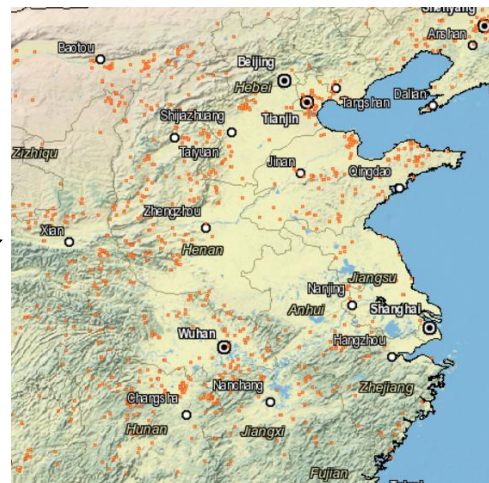 Shenyang
Anshan
Baotou
Beijing
Hebei
Dalian
Tangshan
Tianjin
Shijiazhuang
Taiyuan
Zizhiqu
Jinan
Qingdao
Zhengzhou
Xian
Henan
Jiangsu
Nanjing
Anhui
Shanghai
Wuhan
Hangzhou
Nanchang
Zhejiang
Changsha
Hunan
Jiangxi
Fujian